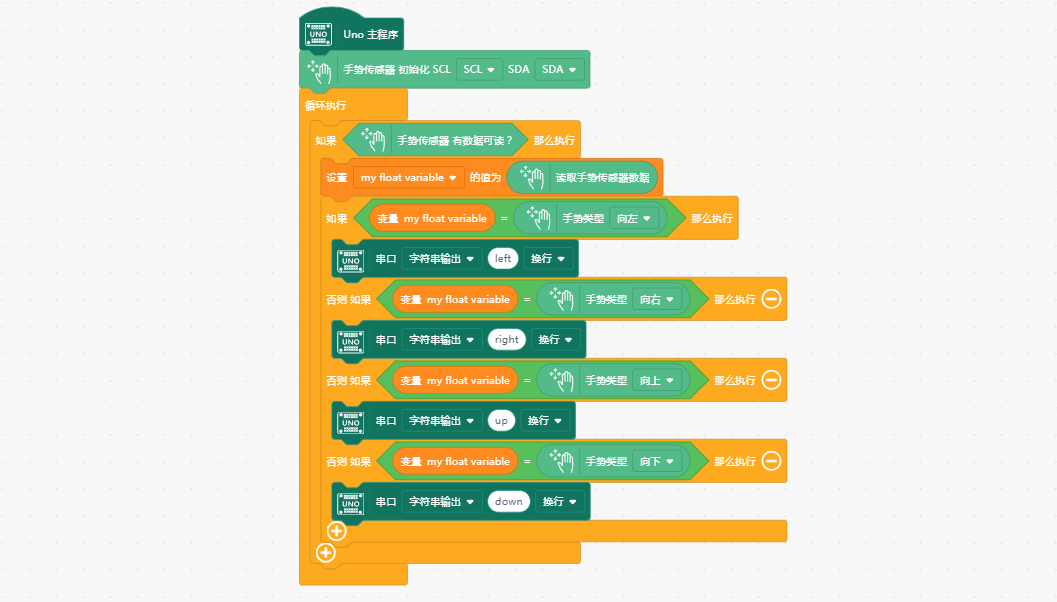 UNO Uno 主程序
手势传感器 初始化 SCL SCL SDA SDA
循环执行
如果 手势传感器 有数据可读？ 那么执行
设置 my float variable 的值为 读取手势传感器数据
如果 变量 my float variable = 手势类型 向左 那么执行
UNO 串口 字符串输出 left 换行
否则 如果 变量 my float variable = 手势类型 向右 那么执行
UNO 串口 字符串输出 right 换行
否则 如果 变量 my float variable = 手势类型 向上 那么执行
UNO 串口 字符串输出 up 换行
否则 如果 变量 my float variable = 手势类型 向下 那么执行
UNO 串口 字符串输出 down 换行